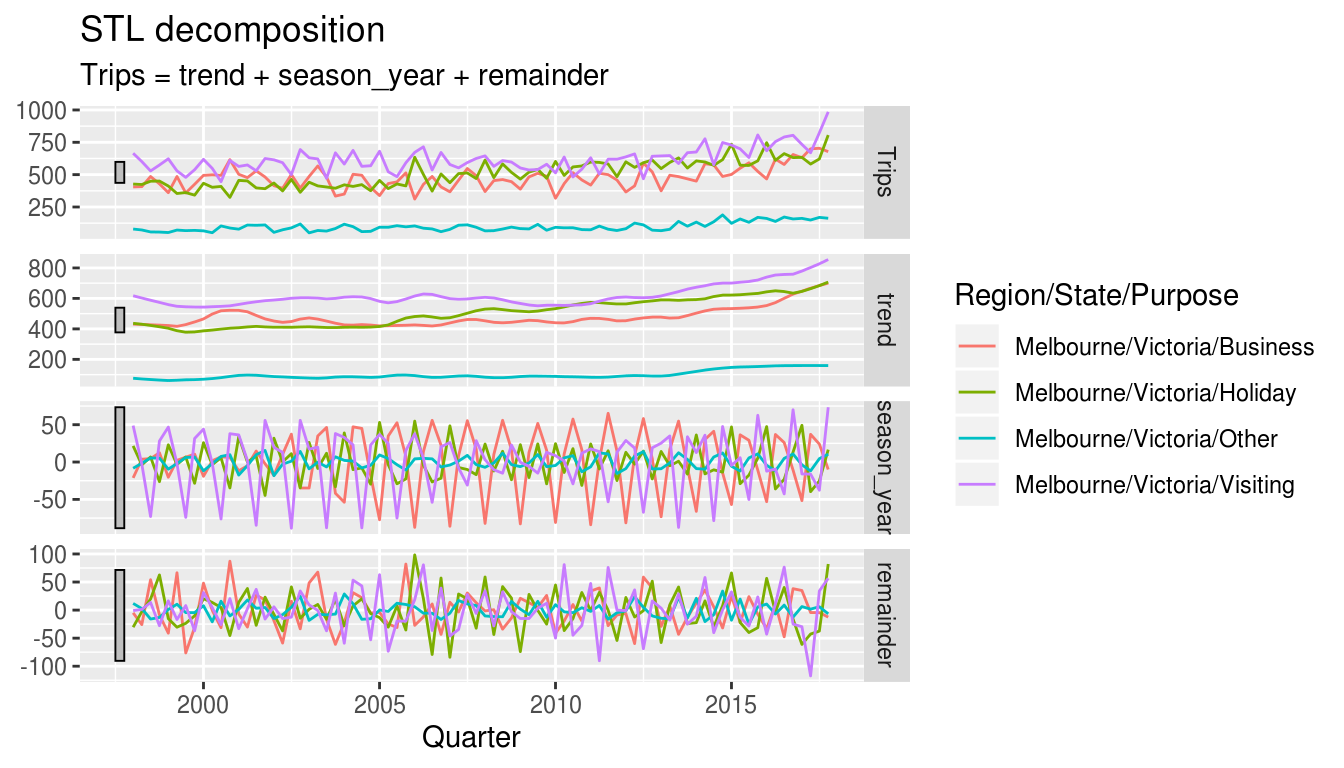 STL decomposition
Trips = trend + season_year + remainder
1000
750
500
250
Trips
800
600
400
200
trend
50
0
-50
season_year
100
50
0
-50
-100
remainder
2000 2005 2010 2015
Quarter
Region/State/Purpose
Melbourne/Victoria/Business
Melbourne/Victoria/Holiday
Melbourne/Victoria/Other
Melbourne/Victoria/Visiting